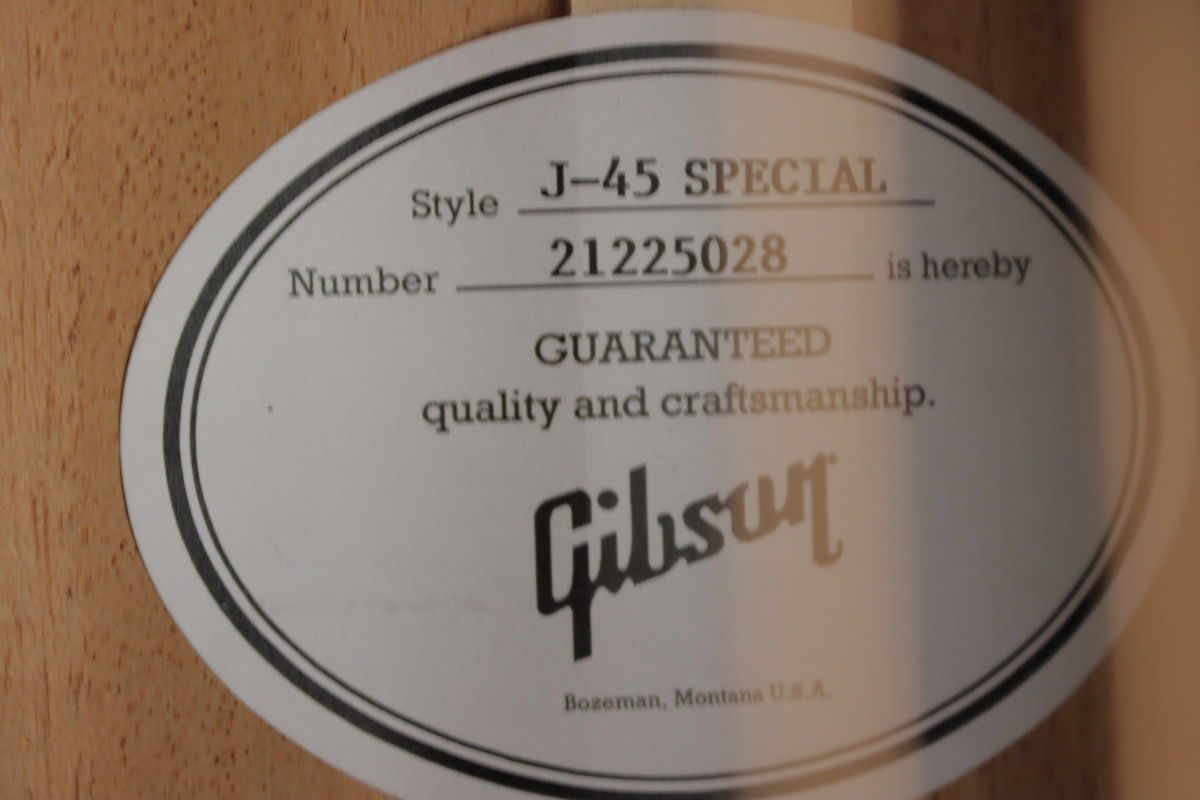 Style J-45 SPECIAL
Number 21225028 is hereby
GUARANTEED
quality and craftsmanship.
Gibson
Bozeman, Montana U.S.A.